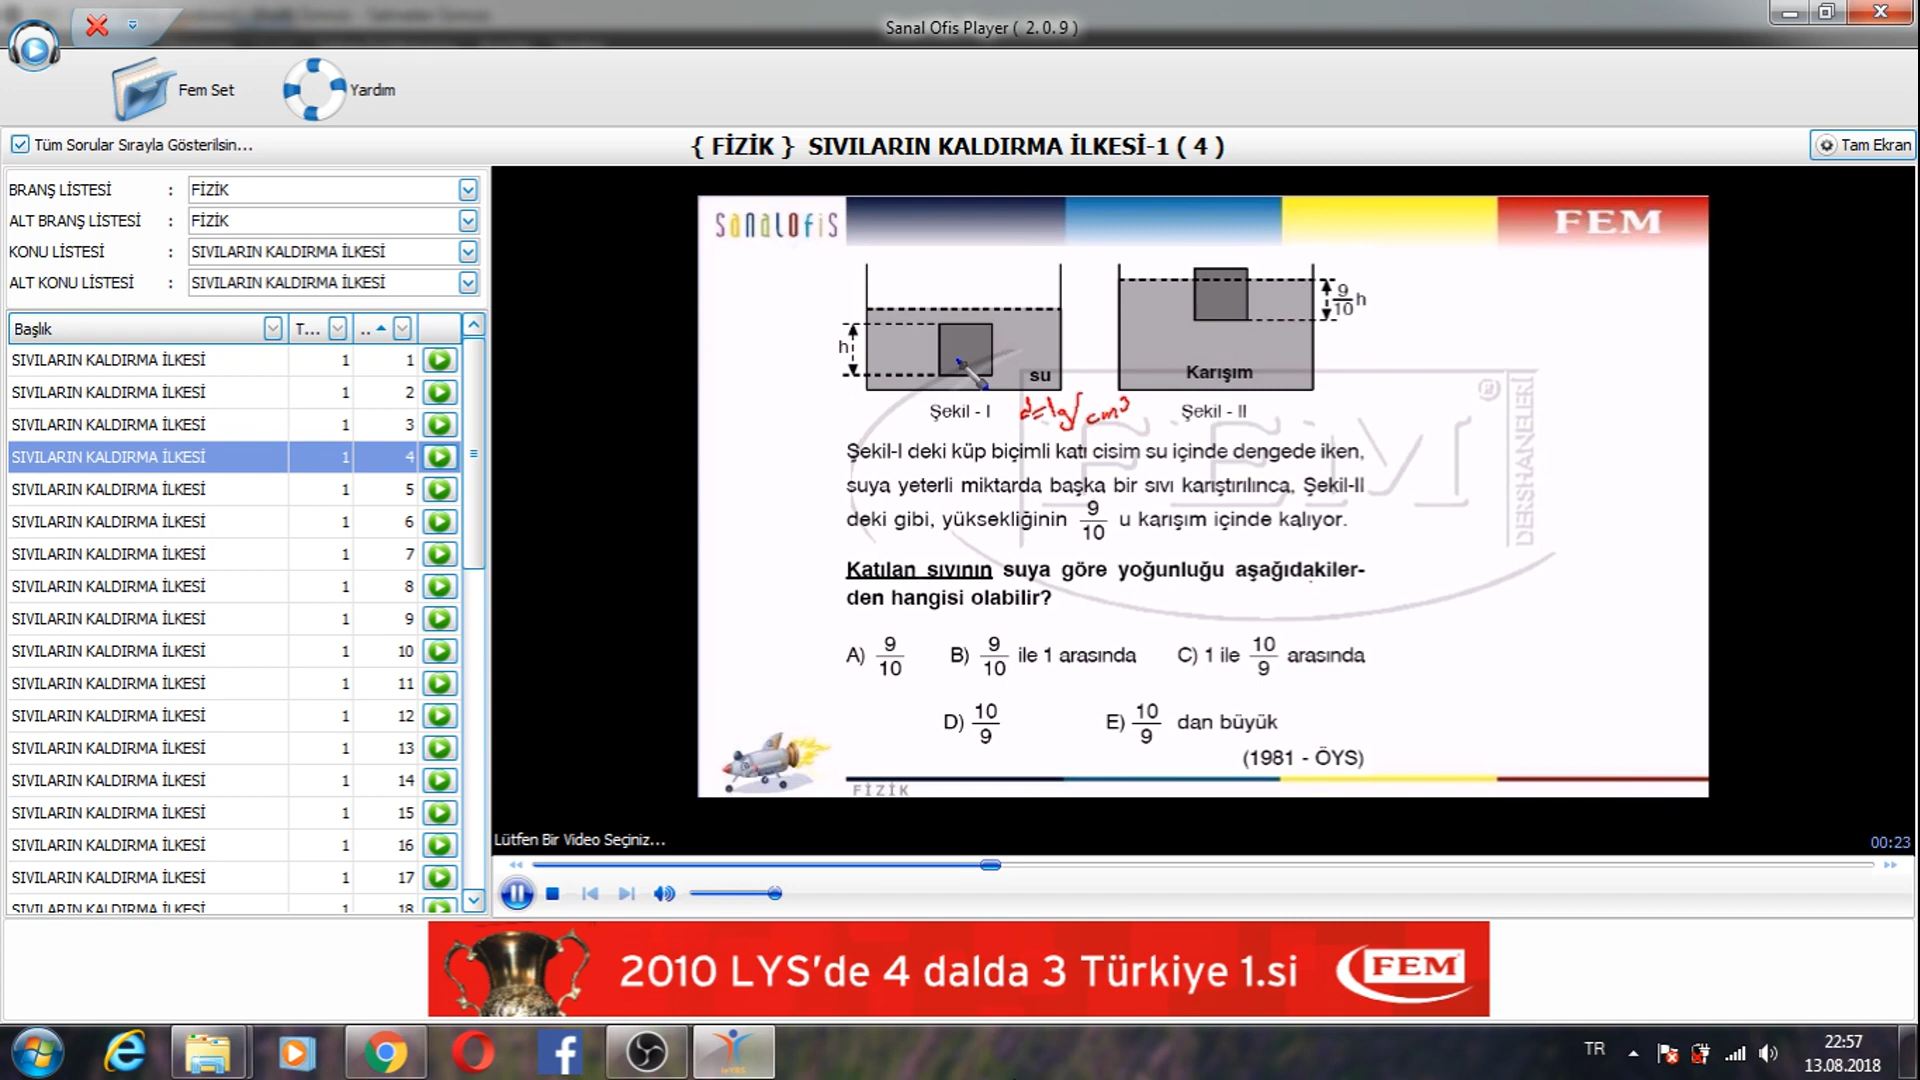 Sanal Ofis Player ( 2.0.9 )
Fem Set
Yardım
Tüm Sorular Sırayla Gösterilsin...
{ FİZİK } SIVILARIN KALDIRMA İLKESİ-1 ( 4 )
Tam Ekran
BRANŞ LİSTESİ : FİZİK
ALT BRANŞ LİSTESİ : FİZİK
KONU LİSTESİ : SIVILARIN KALDIRMA İLKESİ
ALT KONU LİSTESİ : SIVILARIN KALDIRMA İLKESİ
Başlık T... ..
SIVILARIN KALDIRMA İLKESİ 1 1
SIVILARIN KALDIRMA İLKESİ 1 2
SIVILARIN KALDIRMA İLKESİ 1 3
SIVILARIN KALDIRMA İLKESİ 1 4
SIVILARIN KALDIRMA İLKESİ 1 5
SIVILARIN KALDIRMA İLKESİ 1 6
SIVILARIN KALDIRMA İLKESİ 1 7
SIVILARIN KALDIRMA İLKESİ 1 8
SIVILARIN KALDIRMA İLKESİ 1 9
SIVILARIN KALDIRMA İLKESİ 1 10
SIVILARIN KALDIRMA İLKESİ 1 11
SIVILARIN KALDIRMA İLKESİ 1 12
SIVILARIN KALDIRMA İLKESİ 1 13
SIVILARIN KALDIRMA İLKESİ 1 14
SIVILARIN KALDIRMA İLKESİ 1 15
SIVILARIN KALDIRMA İLKESİ 1 16
SIVILARIN KALDIRMA İLKESİ 1 17
SIVILARIN KALDIRMA İLKESİ 1 18
sanalofis
FEM
h
su
Karışım
9/10 h
Şekil - I
d=1g/cm³
Şekil - II
FEM
DERSHANELERİ
Şekil-I deki küp biçimli katı cisim su içinde dengede iken,
suya yeterli miktarda başka bir sıvı karıştırılınca, Şekil-II
deki gibi, yüksekliğinin 9/10 u karışım içinde kalıyor.
Katılan sıvının suya göre yoğunluğu aşağıdakiler-
den hangisi olabilir?
A) 9/10 B) 9/10 ile 1 arasında C) 1 ile 10/9 arasında
D) 10/9 E) 10/9 dan büyük
(1981 - ÖYS)
FİZİK
Lütfen Bir Video Seçiniz...
00:23
2010 LYS'de 4 dalda 3 Türkiye 1.si
FEM
TR
22:57
13.08.2018